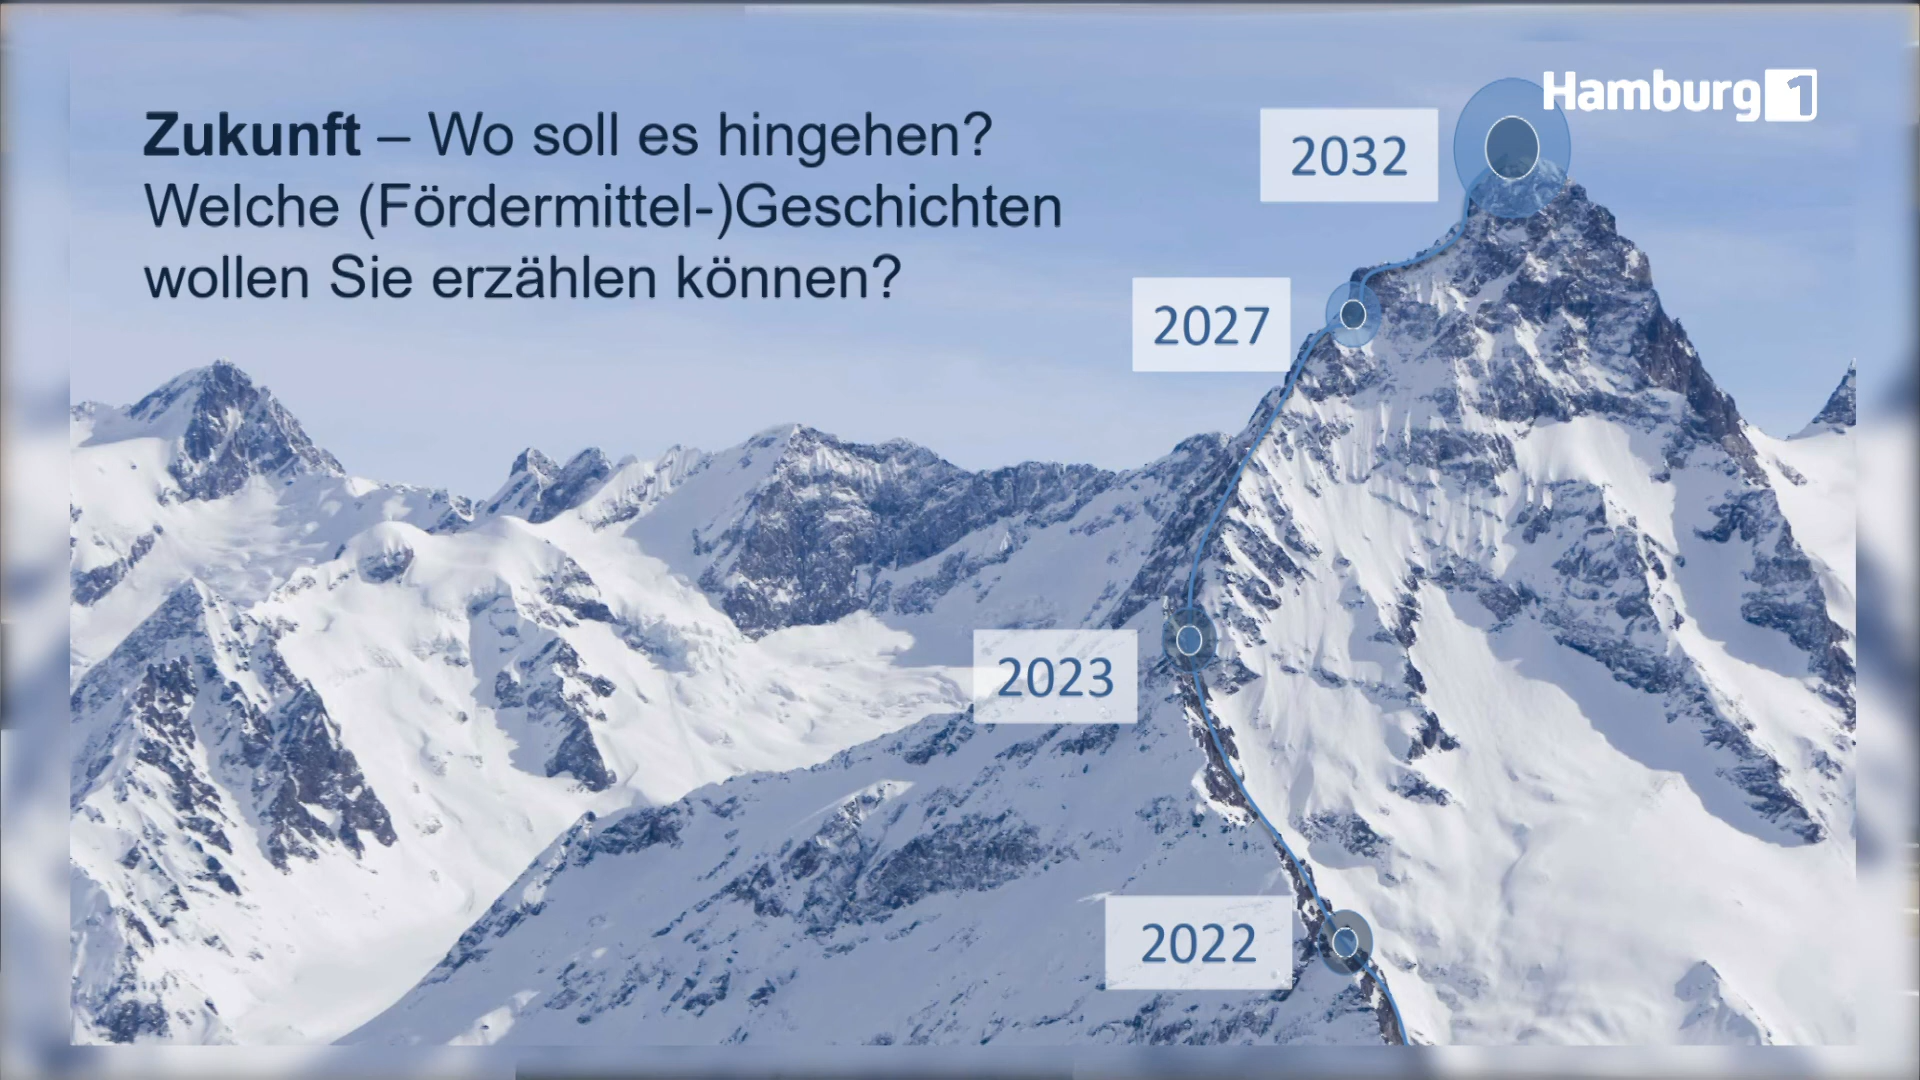 Hamburg 1
Zukunft – Wo soll es hingehen?
Welche (Fördermittel-)Geschichten
wollen Sie erzählen können?
2032
2027
2023
2022